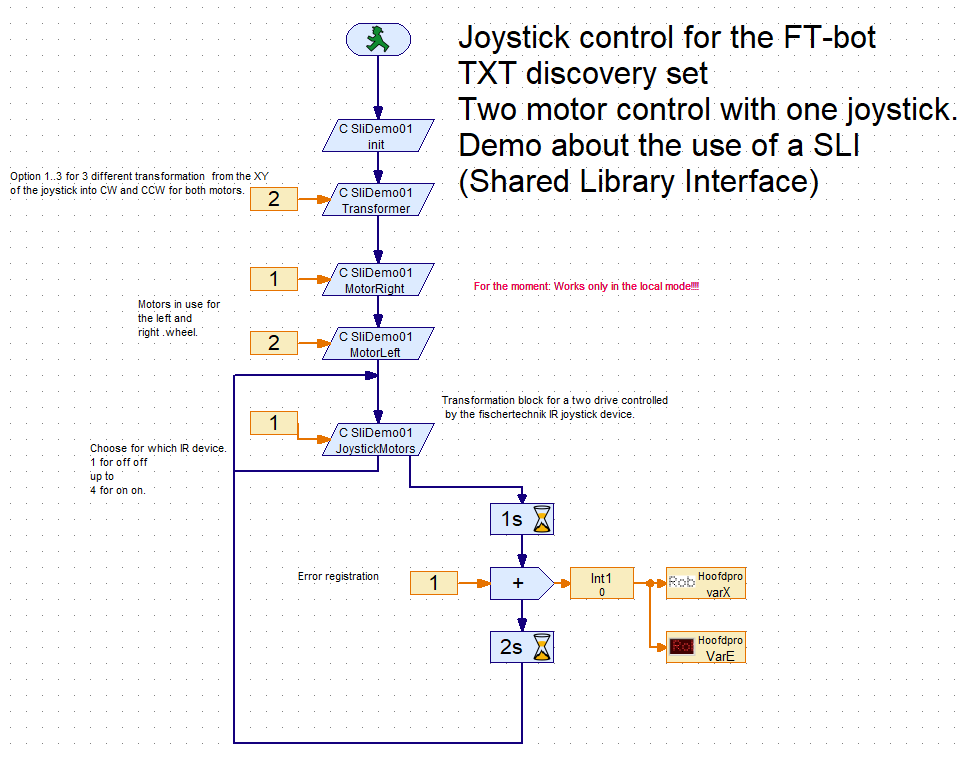 Joystick control for the FT-bot
TXT discovery set
Two motor control with one joystick.
Demo about the use of a SLI
(Shared Library Interface)
C SliDemo01
init
Option 1..3 for 3 different transformation from the XY
of the joystick into CW and CCW for both motors.
2
C SliDemo01
Transformer
1
C SliDemo01
MotorRight
For the moment: Works only in the local mode!!!!
Motors in use for
the left and
right .wheel.
2
C SliDemo01
MotorLeft
Transformation block for a two drive controlled
by the fischertechnik IR joystick device.
1
C SliDemo01
JoystickMotors
Choose for which IR device.
1 for off off
up to
4 for on on.
1s
Error registration
1
+
Int1
0
Rob
Hoofdpro
varX
2s
Ro
Hoofdpro
VarE